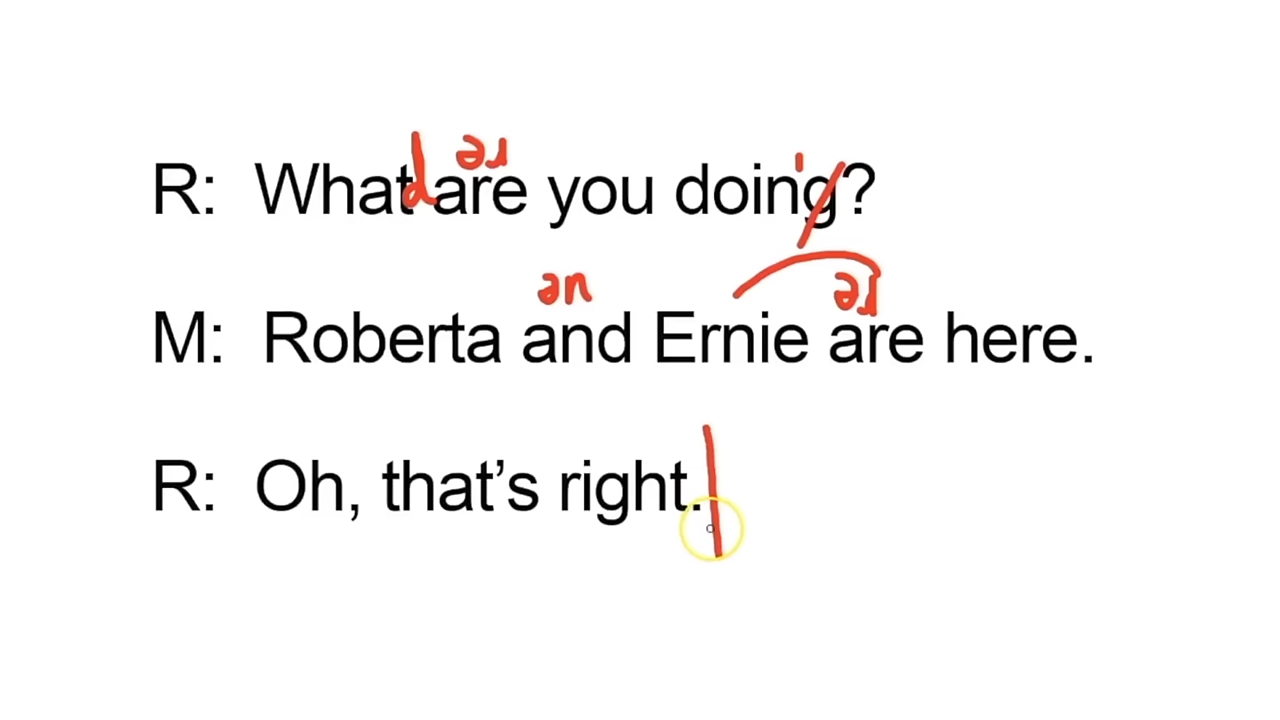 d ər '
R: What are you doing?
ən ər
M: Roberta and Ernie are here.
R: Oh, that’s right.